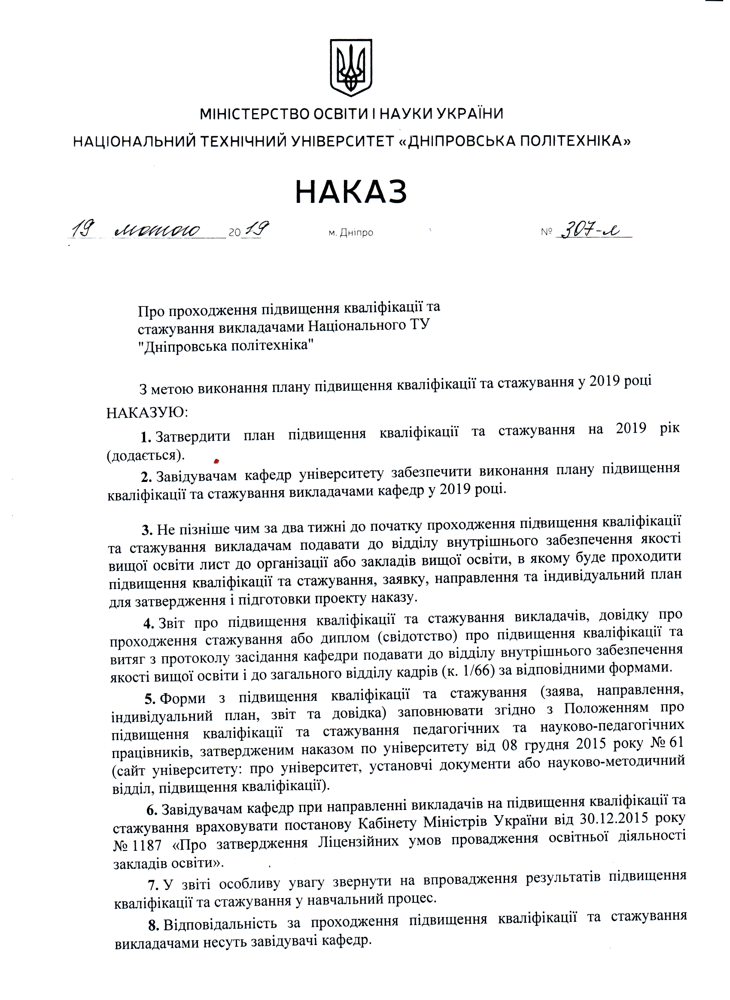 МІНІСТЕРСТВО ОСВІТИ І НАУКИ УКРАЇНИ
НАЦІОНАЛЬНИЙ ТЕХНІЧНИЙ УНІВЕРСИТЕТ «ДНІПРОВСЬКА ПОЛІТЕХНІКА»
НАКАЗ
19 лютого 2019 м. Дніпро № 307-л
Про проходження підвищення кваліфікації та
стажування викладачами Національного ТУ
"Дніпровська політехніка"
З метою виконання плану підвищення кваліфікації та стажування у 2019 році
НАКАЗУЮ:
1. Затвердити план підвищення кваліфікації та стажування на 2019 рік
(додається).
2. Завідувачам кафедр університету забезпечити виконання плану підвищення
кваліфікації та стажування викладачами кафедр у 2019 році.
3. Не пізніше чим за два тижні до початку проходження підвищення кваліфікації
та стажування викладачам подавати до відділу внутрішнього забезпечення якості
вищої освіти лист до організації або закладів вищої освіти, в якому буде проходити
підвищення кваліфікації та стажування, заявку, направлення та індивідуальний план
для затвердження і підготовки проекту наказу.
4. Звіт про підвищення кваліфікації та стажування викладачів, довідку про
проходження стажування або диплом (свідотство) про підвищення кваліфікації та
витяг з протоколу засідання кафедри подавати до відділу внутрішнього забезпечення
якості вищої освіти і до загального відділу кадрів (к. 1/66) за відповідними формами.
5. Форми з підвищення кваліфікації та стажування (заява, направлення,
індивідуальний план, звіт та довідка) заповнювати згідно з Положенням про
підвищення кваліфікації та стажування педагогічних та науково-педагогічних
працівників, затвердженим наказом по університету від 08 грудня 2015 року № 61
(сайт університету: про університет, установчі документи або науково-методичний
відділ, підвищення кваліфікації).
6. Завідувачам кафедр при направленні викладачів на підвищення кваліфікації та
стажування враховувати постанову Кабінету Міністрів України від 30.12.2015 року
№ 1187 «Про затвердження Ліцензійних умов провадження освітньої діяльності
закладів освіти».
7. У звіті особливу увагу звернути на впровадження результатів підвищення
кваліфікації та стажування у навчальний процес.
8. Відповідальність за проходження підвищення кваліфікації та стажування
викладачами несуть завідувачі кафедр.